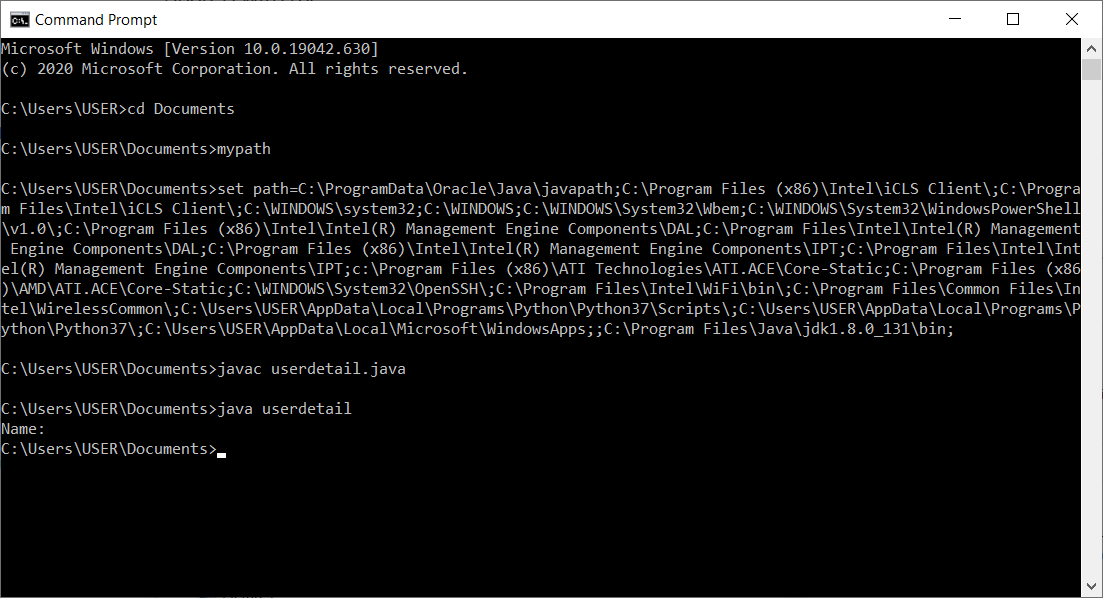 Command Prompt
Microsoft Windows [Version 10.0.19042.630]
(c) 2020 Microsoft Corporation. All rights reserved.
C:\Users\USER>cd Documents
C:\Users\USER\Documents>mypath
C:\Users\USER\Documents>set path=C:\ProgramData\Oracle\Java\javapath;C:\Program Files (x86)\Intel\iCLS Client\;C:\Progra
m Files\Intel\iCLS Client\;C:\WINDOWS\system32;C:\WINDOWS;C:\WINDOWS\System32\Wbem;C:\WINDOWS\System32\WindowsPowerShell
\v1.0\;C:\Program Files (x86)\Intel\Intel(R) Management Engine Components\DAL;C:\Program Files\Intel\Intel(R) Management
 Engine Components\DAL;C:\Program Files (x86)\Intel\Intel(R) Management Engine Components\IPT;C:\Program Files\Intel\Int
el(R) Management Engine Components\IPT;c:\Program Files (x86)\ATI Technologies\ATI.ACE\Core-Static;C:\Program Files (x86
)\AMD\ATI.ACE\Core-Static;C:\WINDOWS\System32\OpenSSH\;C:\Program Files\Intel\WiFi\bin\;C:\Program Files\Common Files\In
tel\WirelessCommon\;C:\Users\USER\AppData\Local\Programs\Python\Python37\Scripts\;C:\Users\USER\AppData\Local\Programs\P
ython\Python37\;C:\Users\USER\AppData\Local\Microsoft\WindowsApps;;C:\Program Files\Java\jdk1.8.0_131\bin;
C:\Users\USER\Documents>javac userdetail.java
C:\Users\USER\Documents>java userdetail
Name:
C:\Users\USER\Documents>